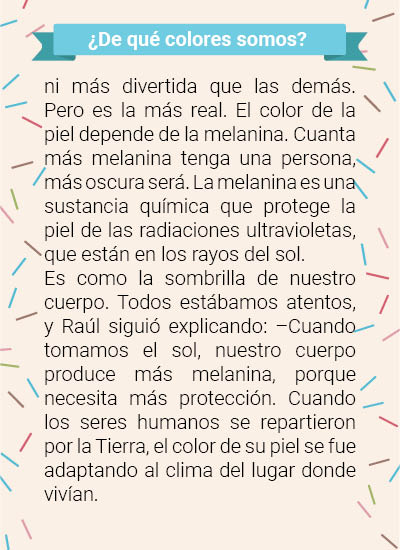 ¿De qué colores somos?
ni más divertida que las demás.
Pero es la más real. El color de la
piel depende de la melanina. Cuanta
más melanina tenga una persona,
más oscura será. La melanina es una
sustancia química que protege la
piel de las radiaciones ultravioletas,
que están en los rayos del sol.
Es como la sombrilla de nuestro
cuerpo. Todos estábamos atentos,
y Raúl siguió explicando: –Cuando
tomamos el sol, nuestro cuerpo
produce más melanina, porque
necesita más protección. Cuando
los seres humanos se repartieron
por la Tierra, el color de su piel se fue
adaptando al clima del lugar donde
vivían.